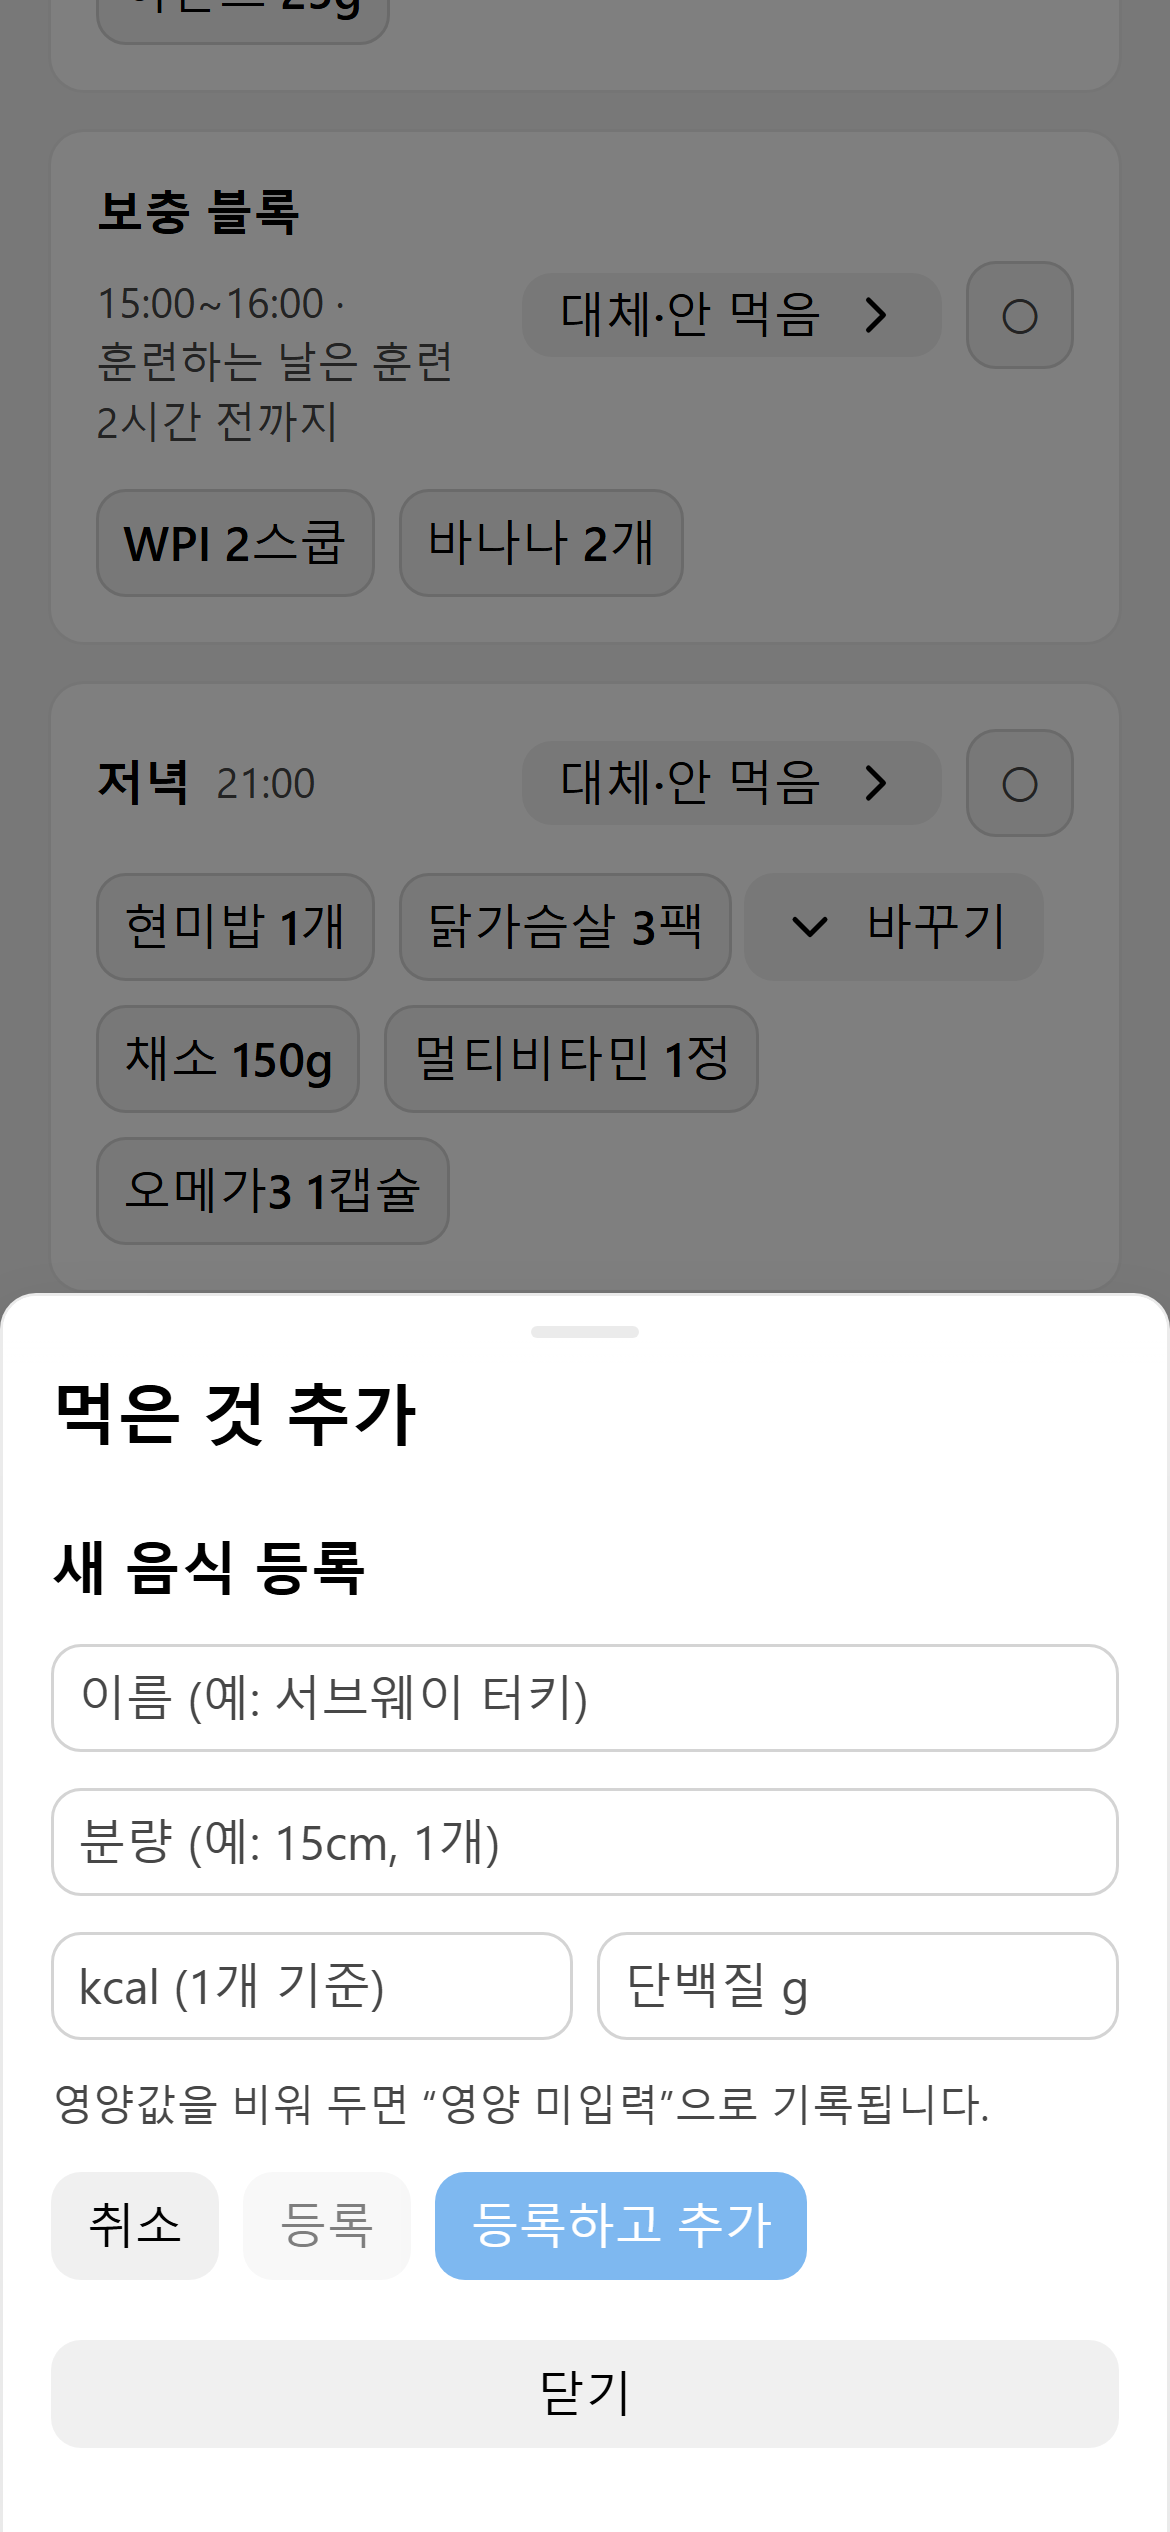 25g
보충 블록
15:00~16:00 ·
훈련하는 날은 훈련
2시간 전까지
대체·안 먹음
WPI 2스쿱
바나나 2개
저녁 21:00
대체·안 먹음
현미밥 1개
닭가슴살 3팩
바꾸기
채소 150g
멀티비타민 1정
오메가3 1캡슐
먹은 것 추가
새 음식 등록
이름 (예: 서브웨이 터키)
분량 (예: 15cm, 1개)
kcal (1개 기준)
단백질 g
영양값을 비워 두면 “영양 미입력”으로 기록됩니다.
취소
등록
등록하고 추가
닫기